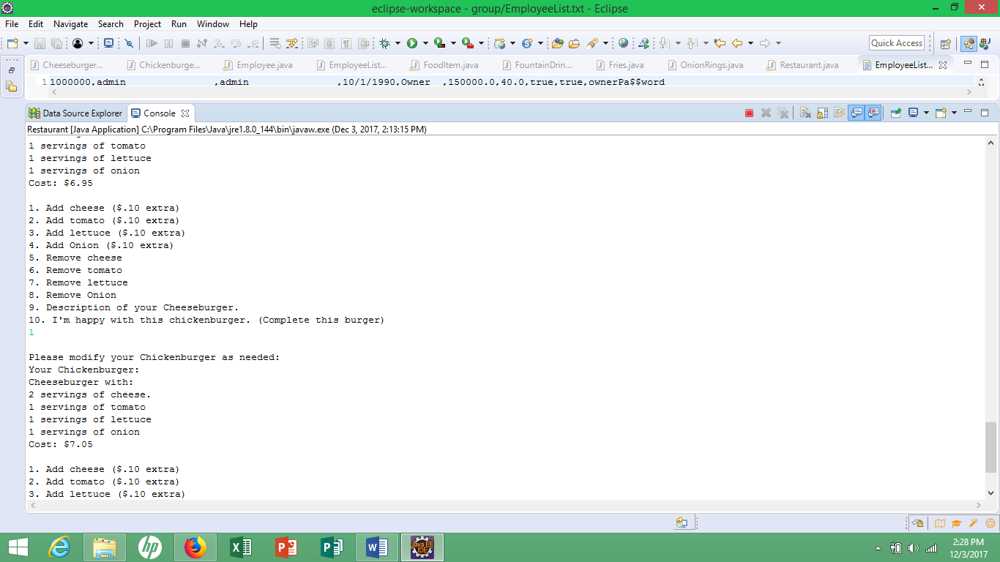 eclipse-workspace - group/EmployeeList.txt - Eclipse
File Edit Navigate Search Project Run Window Help
Quick Access
Cheeseburger... Chickenburge... Employee.java EmployeeList... FoodItem.java FountainDrin... Fries.java OnionRings.java Restaurant.java EmployeeList...
1 1000000,admin ,admin ,10/1/1990,Owner ,150000.0,40.0,true,true,ownerPa$$word
Data Source Explorer Console
Restaurant [Java Application] C:\Program Files\Java\jre1.8.0_144\bin\javaw.exe (Dec 3, 2017, 2:13:15 PM)
1 servings of tomato
1 servings of lettuce
1 servings of onion
Cost: $6.95
1. Add cheese ($.10 extra)
2. Add tomato ($.10 extra)
3. Add lettuce ($.10 extra)
4. Add Onion ($.10 extra)
5. Remove cheese
6. Remove tomato
7. Remove lettuce
8. Remove Onion
9. Description of your Cheeseburger.
10. I'm happy with this chickenburger. (Complete this burger)
1
Please modify your Chickenburger as needed:
Your Chickenburger:
Cheeseburger with:
2 servings of cheese.
1 servings of tomato
1 servings of lettuce
1 servings of onion
Cost: $7.05
1. Add cheese ($.10 extra)
2. Add tomato ($.10 extra)
3. Add lettuce ($.10 extra)
hp
Java EE
IDE
2:28 PM
12/3/2017